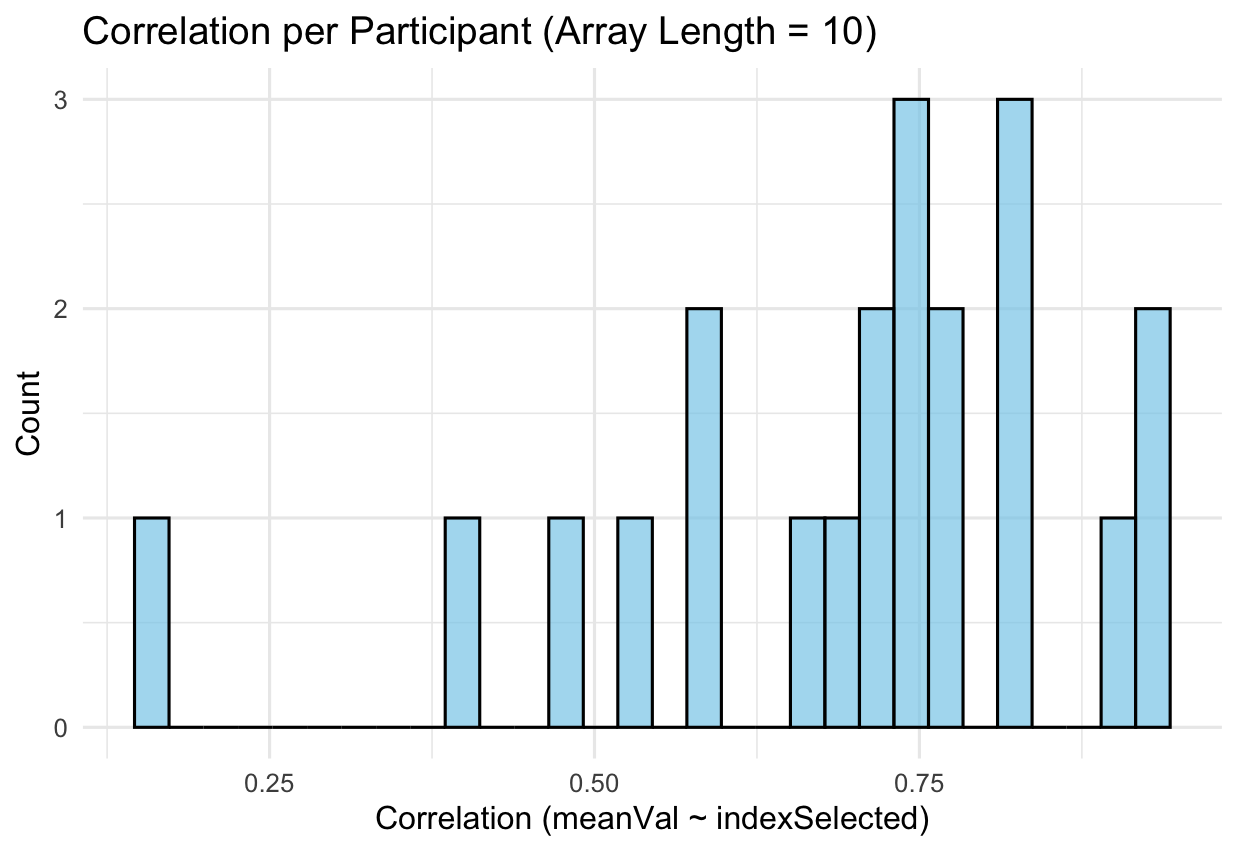 Correlation per Participant (Array Length = 10)
3
2
1
0
Count
0.25 0.50 0.75
Correlation (meanVal ~ indexSelected)